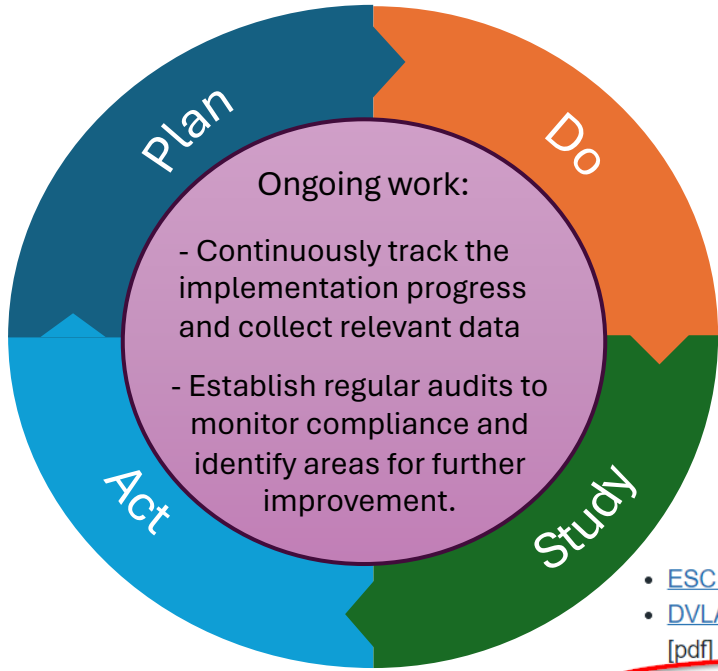 Plan
Do
Ongoing work:
- Continuously track the
implementation progress
and collect relevant data
- Establish regular audits to
monitor compliance and
identify areas for further
improvement.
Act
Study
• ESC
• DVLA
[pdf]